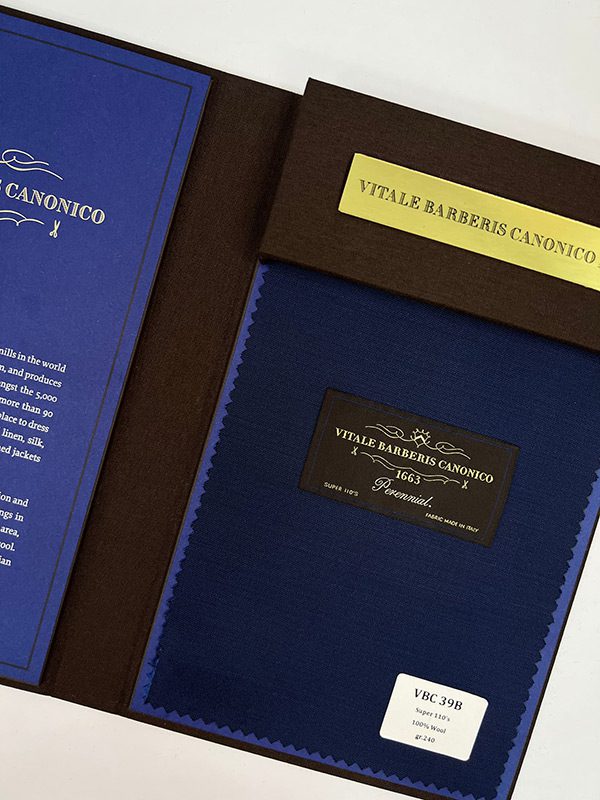 S CANONICO
mills in the world
n, and produces
ngst the 5,000
more than 90
place to dress
linen, silk,
ed jackets
ion and
ngs in
area,
ool.
ian
VITALE BARBERIS CANONICO
VITALE BARBERIS CANONICO
1663
Perennial.
SUPER 110'S
FABRIC MADE IN ITALY
VBC 39B
Super 110's
100% Wool
gr.240